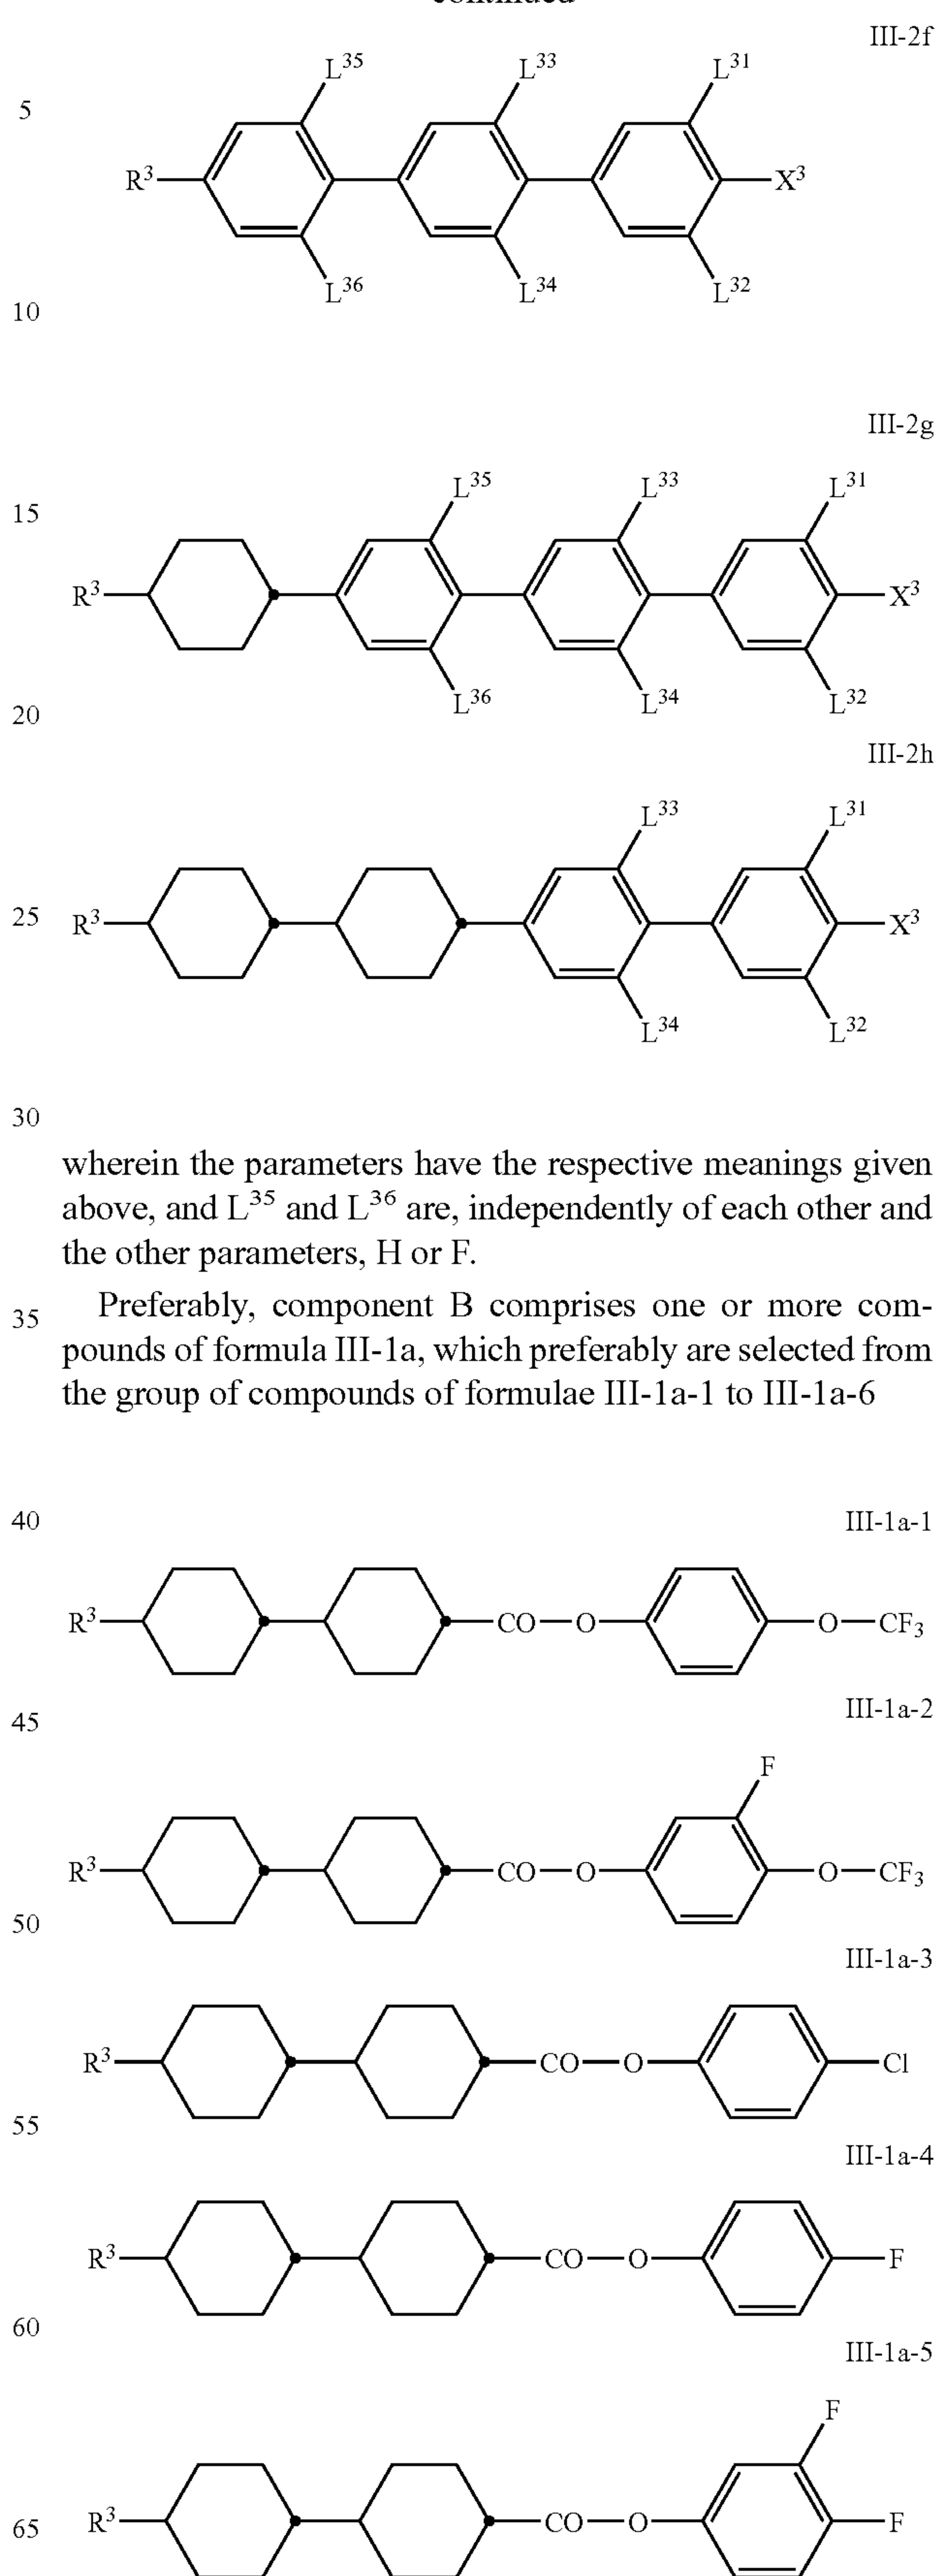 continued
III-2f
L35 L33 L31
5
R3 X3
L36 L34 L32
10
III-2g
L35 L33 L31
15
R3 X3
L36 L34 L32
20
III-2h
L33 L31
25
R3 X3
L34 L32
30
wherein the parameters have the respective meanings given
above, and L35 and L36 are, independently of each other and
the other parameters, H or F.
35
Preferably, component B comprises one or more com-
pounds of formula III-1a, which preferably are selected from
the group of compounds of formulae III-1a-1 to III-1a-6
40
III-1a-1
R3 CO O O CF3
III-1a-2
45
F
R3 CO O O CF3
50
III-1a-3
R3 CO O Cl
55
III-1a-4
R3 CO O F
60
III-1a-5
F
65
R3 CO O F